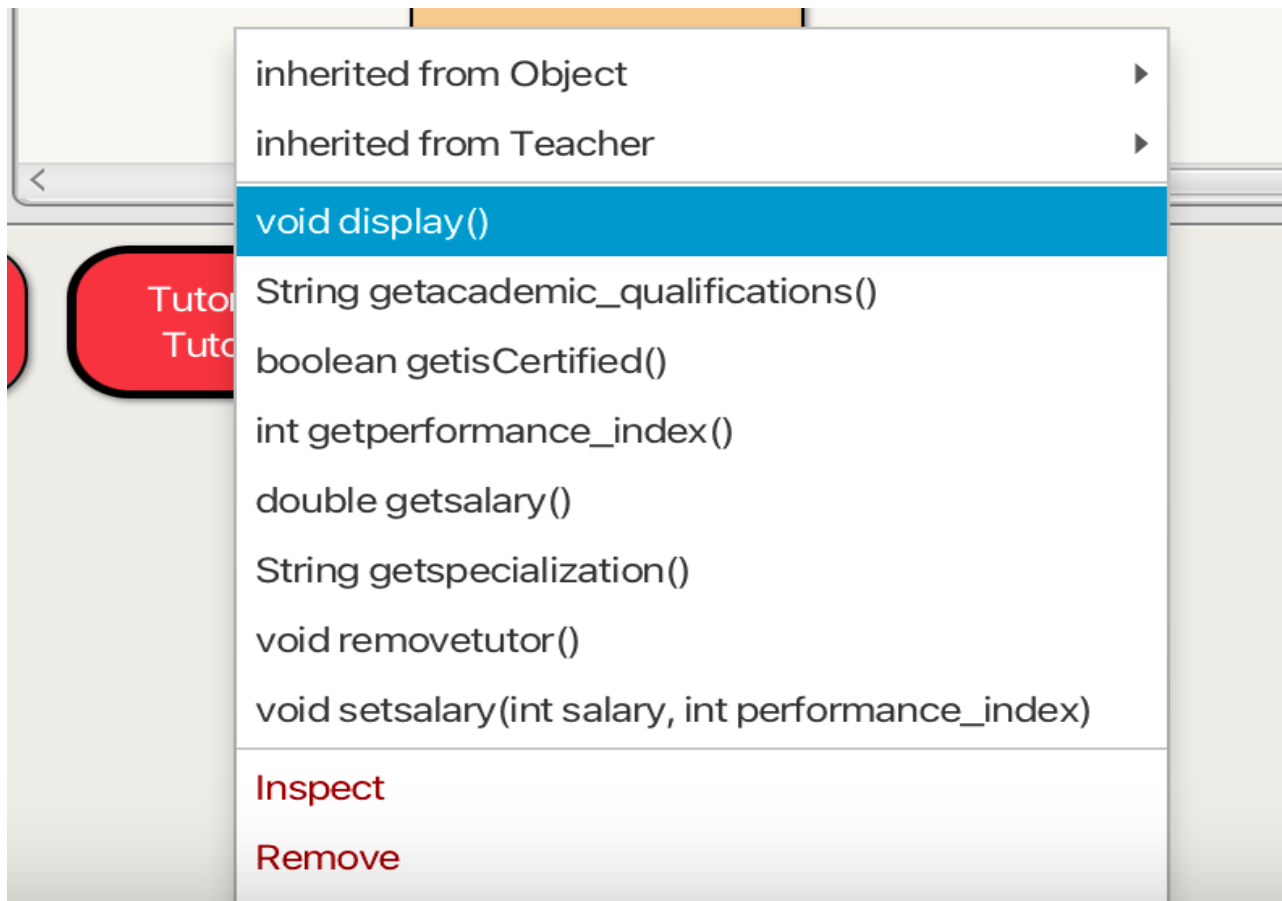 inherited from Object
inherited from Teacher
void display()
String getacademic_qualifications()
boolean getisCertified()
int getperformance_index()
double getsalary()
String getspecialization()
void removetutor()
void setsalary(int salary, int performance_index)
Inspect
Remove